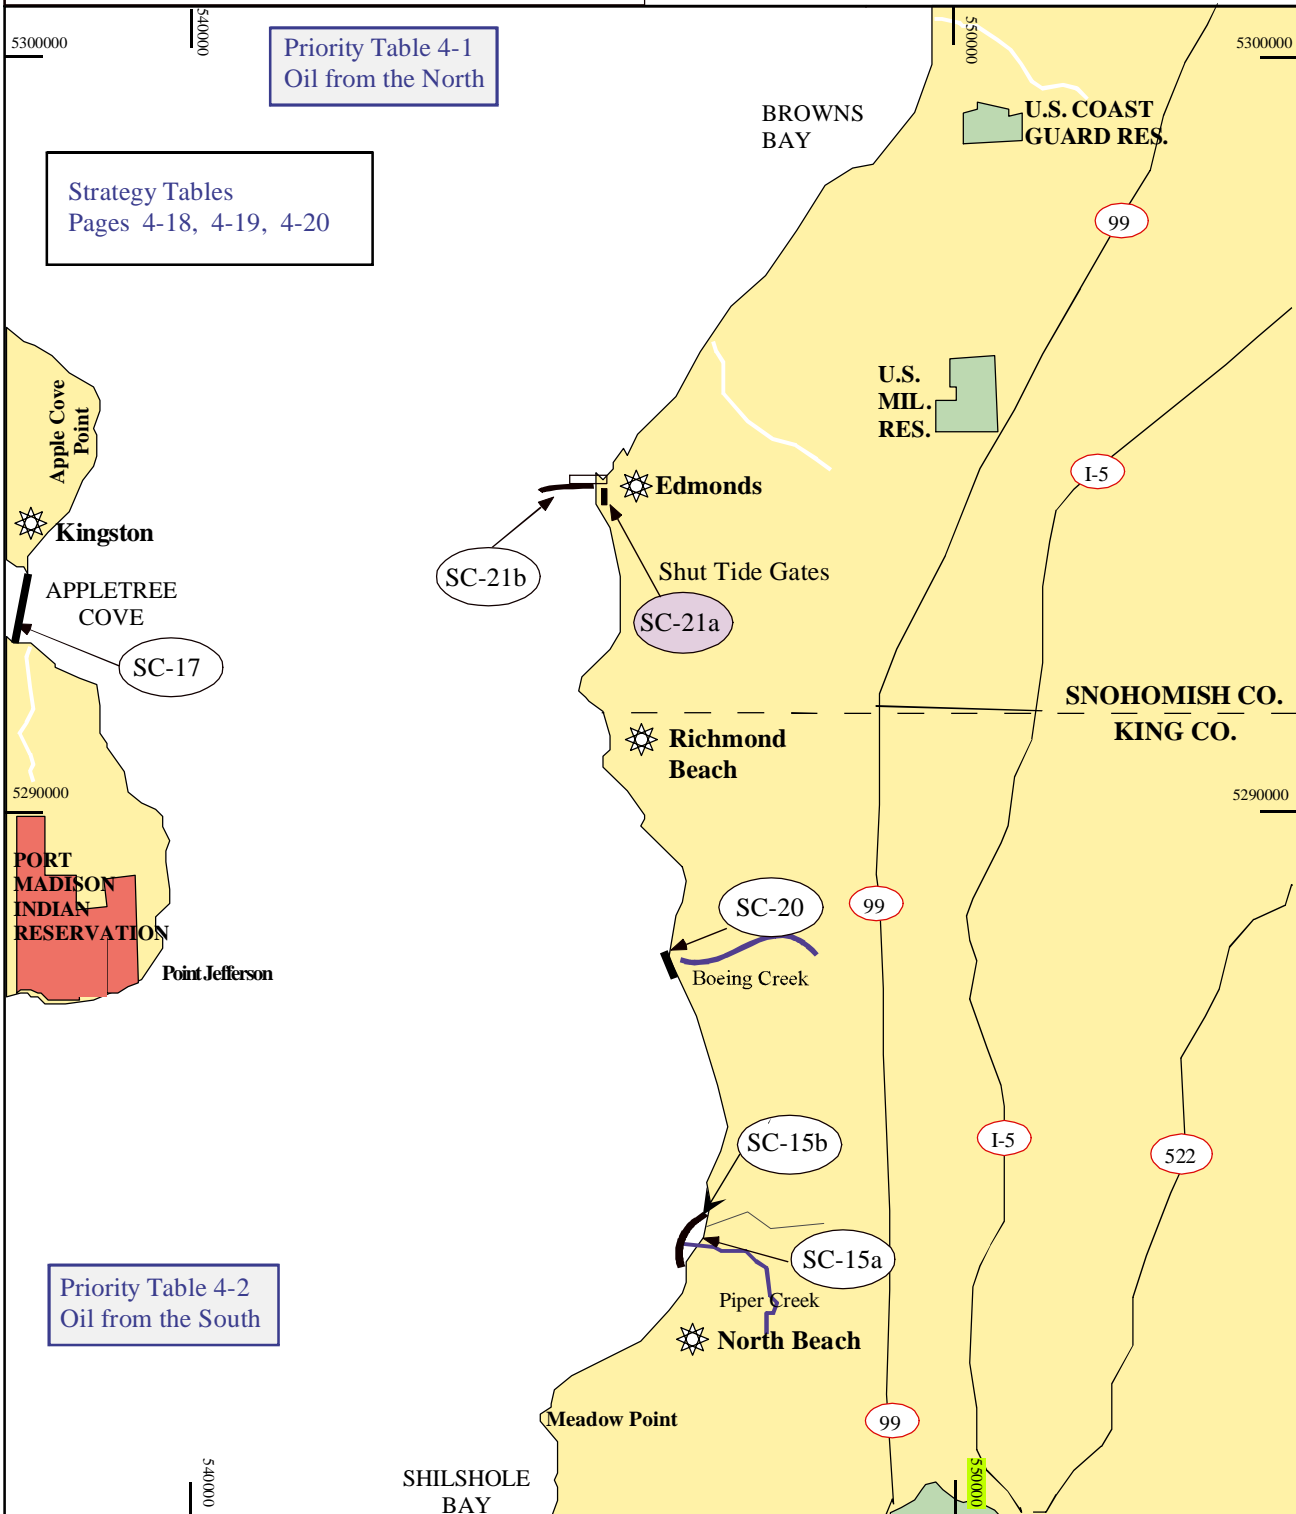 540000
550000
5300000
5300000
Priority Table 4-1
Oil from the North
BROWNS
BAY
U.S. COAST
GUARD RES.
Strategy Tables
Pages 4-18, 4-19, 4-20
99
Apple Cove
Point
U.S.
MIL.
RES.
I-5
Edmonds
Kingston
SC-21b
Shut Tide Gates
APPLETREE
COVE
SC-21a
SC-17
SNOHOMISH CO.
KING CO.
Richmond
Beach
5290000
5290000
PORT
MADISON
INDIAN
RESERVATION
SC-20
99
Point Jefferson
Boeing Creek
SC-15b
I-5
522
SC-15a
Priority Table 4-2
Oil from the South
Piper Creek
North Beach
Meadow Point
99
SHILSHOLE
BAY
540000
550000